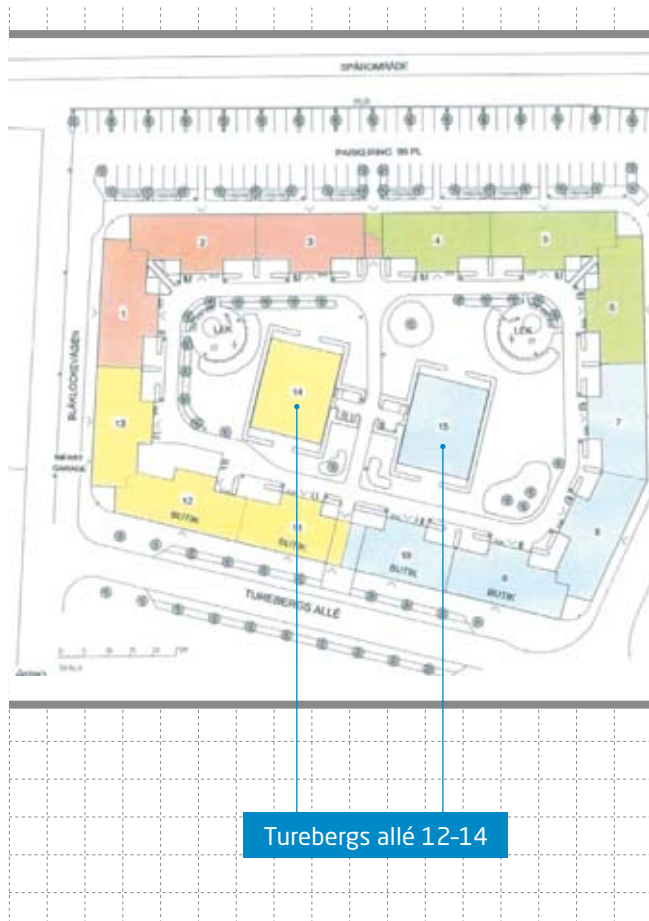 SPÅROMRÅDE
PARKERING 99 PL
2
3
4
5
1
6
LEK
LEK
14
15
7
13
BLÅKLOCKSVÄGEN
INFART
GARAGE
12
BUTIK
11
BUTIK
10
BUTIK
9
BUTIK
8
TUREBERGS ALLÉ
SKALA
Turebergs allé 12-14